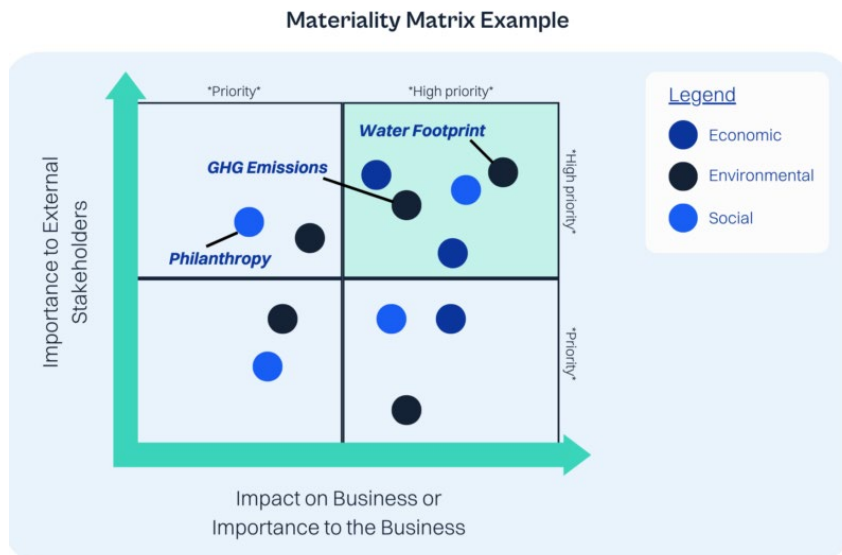 Materiality Matrix Example
*Priority*
*High priority*
Legend
Water Footprint
Economic
GHG Emissions
Environmental
*High priority*
Social
Philanthropy
Importance to External
Stakeholders
*Priority*
Impact on Business or
Importance to the Business